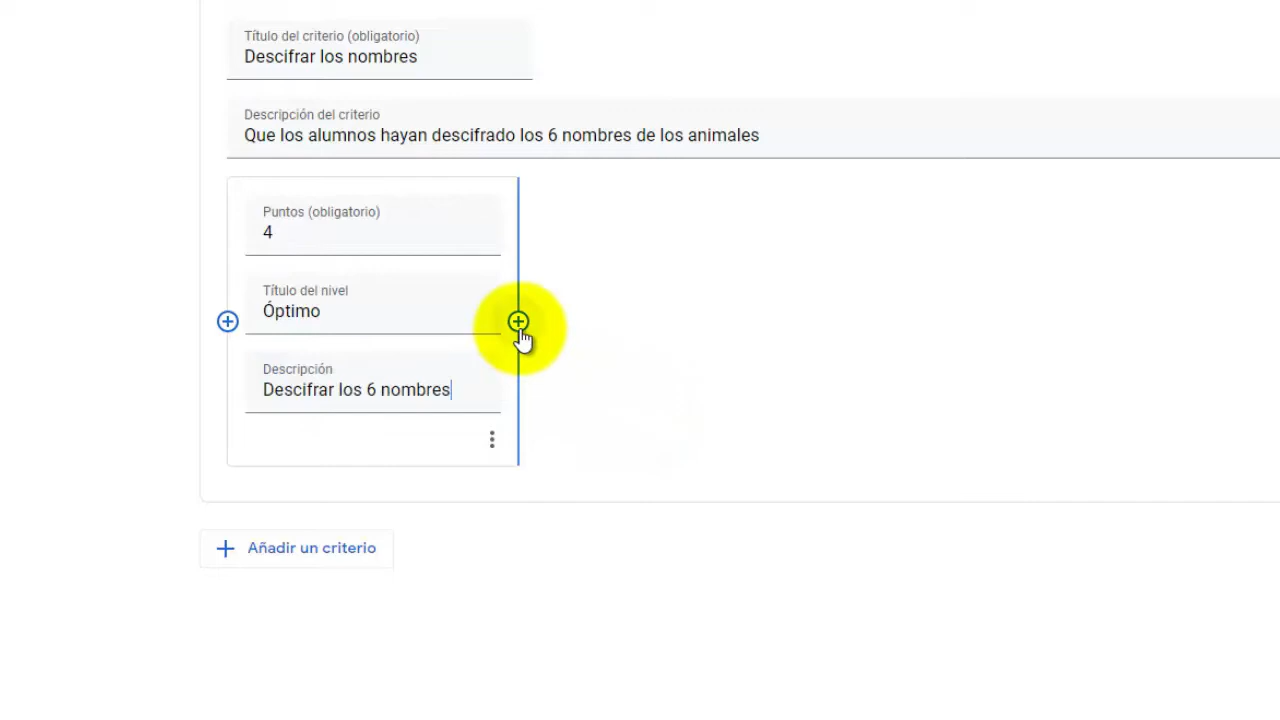 Título del criterio (obligatorio)
Descifrar los nombres
Descripción del criterio
Que los alumnos hayan descifrado los 6 nombres de los animales
Puntos (obligatorio)
4
Título del nivel
Óptimo
Descripción
Descifrar los 6 nombres
Añadir un criterio